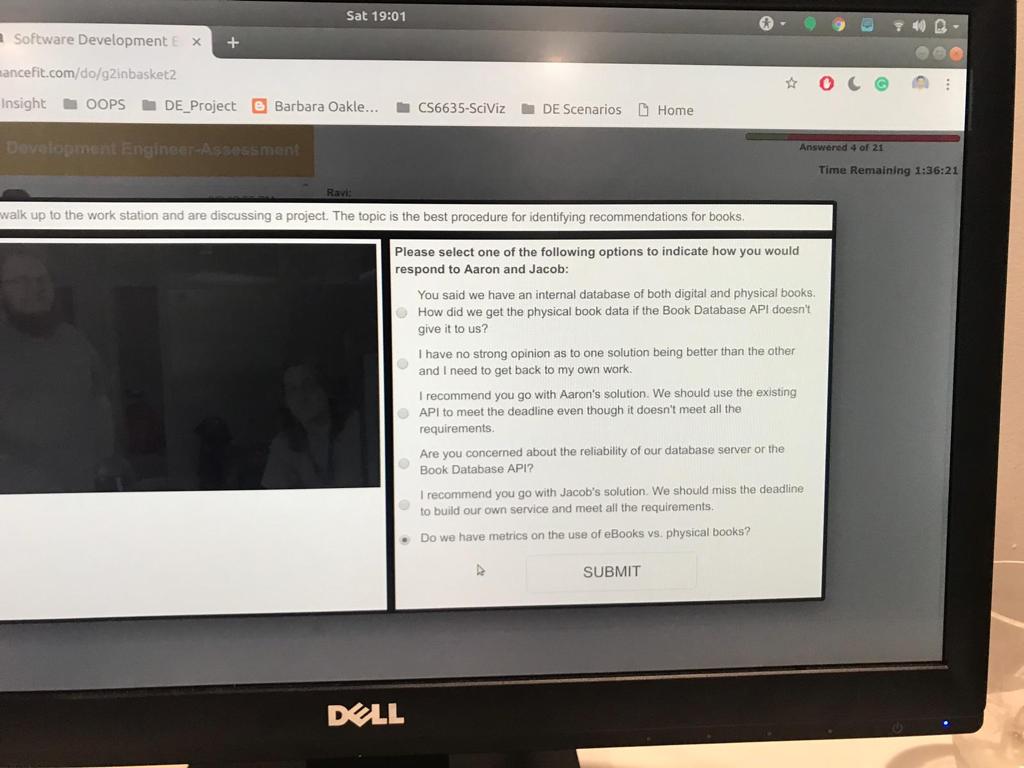 Sat 19:01
Software Development E × +
ancefit.com/do/g2inbasket2
Insight OOPS DE_Project Barbara Oakle... CS6635-SciViz DE Scenarios Home
Development Engineer-Assessment
Answered 4 of 21
Time Remaining 1:36:21
Ravi:
walk up to the work station and are discussing a project. The topic is the best procedure for identifying recommendations for books.
Please select one of the following options to indicate how you would
respond to Aaron and Jacob:
You said we have an internal database of both digital and physical books.
How did we get the physical book data if the Book Database API doesn't
give it to us?
I have no strong opinion as to one solution being better than the other
and I need to get back to my own work.
I recommend you go with Aaron's solution. We should use the existing
API to meet the deadline even though it doesn't meet all the
requirements.
Are you concerned about the reliability of our database server or the
Book Database API?
I recommend you go with Jacob's solution. We should miss the deadline
to build our own service and meet all the requirements.
Do we have metrics on the use of eBooks vs. physical books?
SUBMIT
DELL